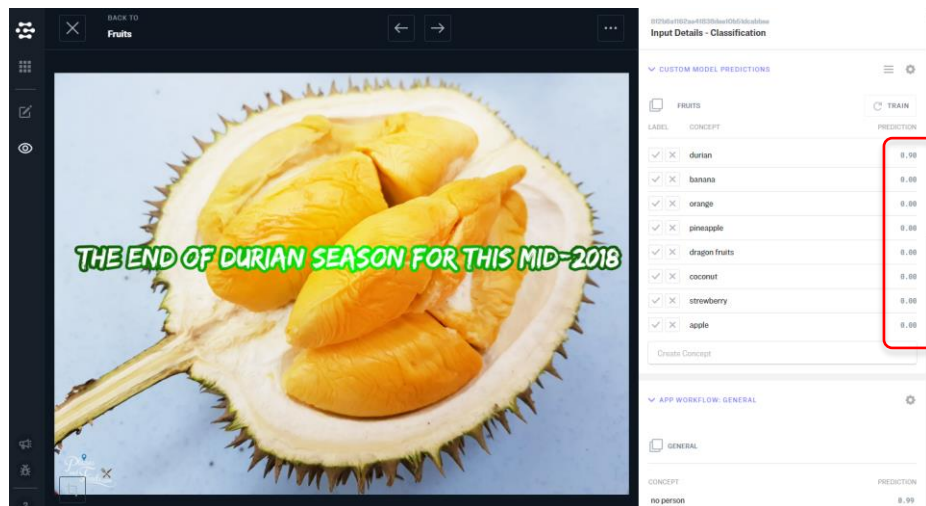 BACK TO
Fruits
THE END OF DURIAN SEASON FOR THIS MID-2018
Input Details - Classification
CUSTOM MODEL PREDICTIONS
FRUITS
TRAIN
LABEL CONCEPT PREDICTION
durian 0.90
banana 0.00
orange 0.00
pineapple 0.00
dragon fruits 0.00
coconut 0.00
strewberry 0.00
apple 0.00
Create Concept
APP WORKFLOW: GENERAL
GENERAL
CONCEPT PREDICTION
no person 0.99